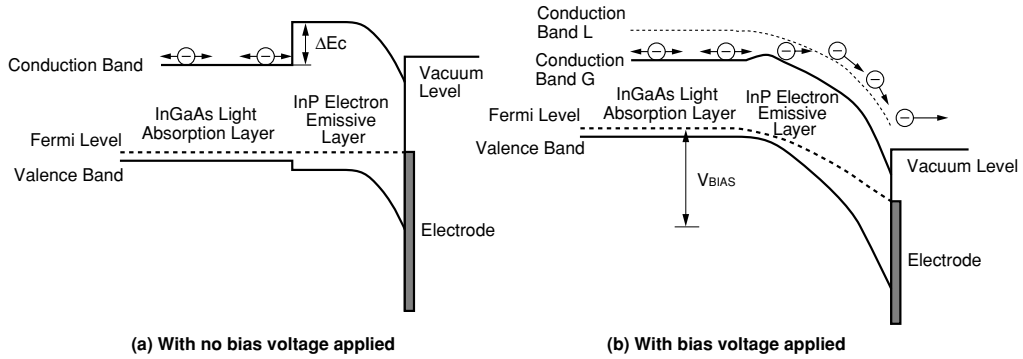 ΔEc
Conduction Band
Vacuum
Level
InGaAs Light
Absorption Layer
InP Electron
Emissive
Layer
Fermi Level
Valence Band
Electrode
(a) With no bias voltage applied
Conduction
Band L
Conduction
Band G
InGaAs Light
Absorption Layer
InP Electron
Emissive
Layer
Fermi Level
Valence Band
VBIAS
Vacuum Level
Electrode
(b) With bias voltage applied